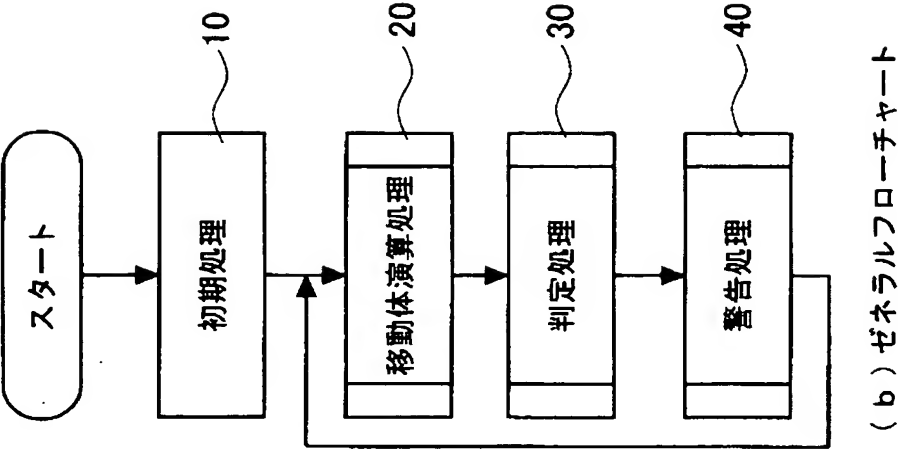 スタート
初期処理
10
移動体演算処理
20
判定処理
30
警告処理
40
(b)ゼネラルフローチャート